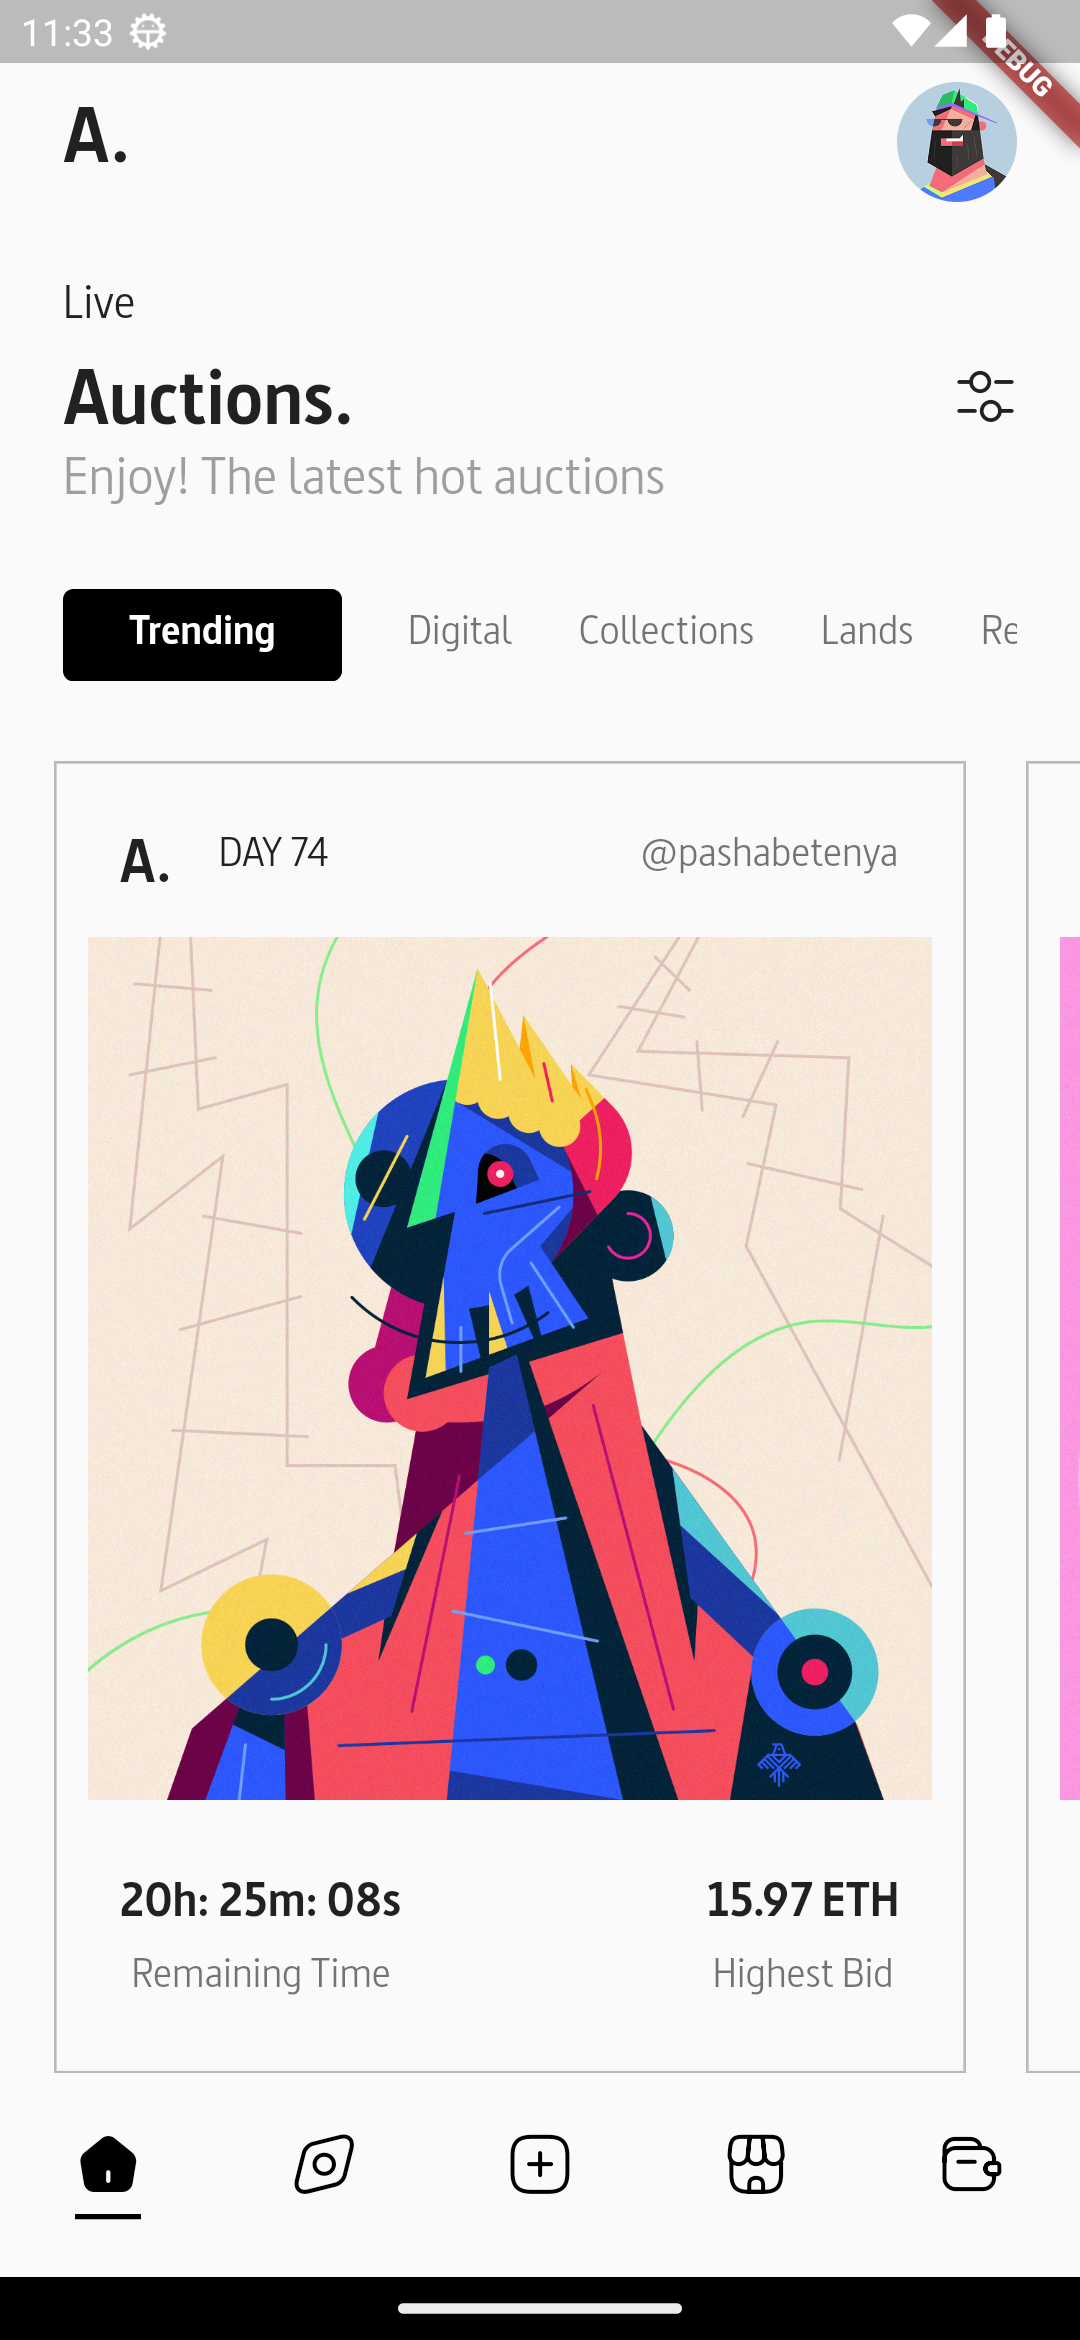 11:33
DEBUG
A.
Live
Auctions.
Enjoy! The latest hot auctions
Trending Digital Collections Lands Re
A. DAY 74 @pashabetenya
20h: 25m: 08s 15.97 ETH
Remaining Time Highest Bid